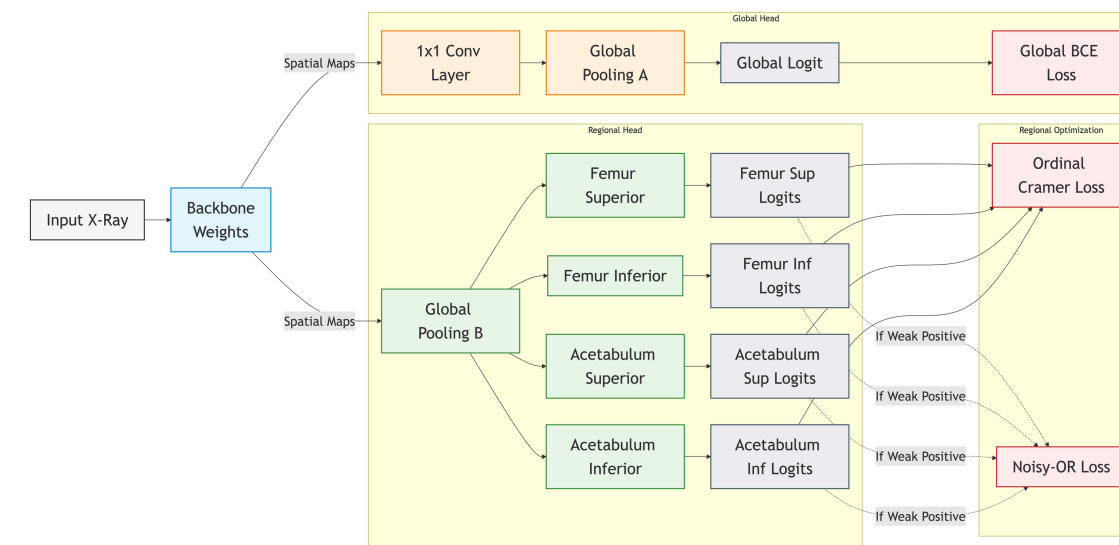 Global Head
Spatial Maps
1x1 Conv
Layer
Global
Pooling A
Global Logit
Global BCE
Loss
Regional Head
Regional Optimization
Input X-Ray
Backbone
Weights
Spatial Maps
Global
Pooling B
Femur
Superior
Femur Sup
Logits
Ordinal
Cramer Loss
Femur Inferior
Femur Inf
Logits
If Weak Positive
Acetabulum
Superior
Acetabulum
Sup Logits
If Weak Positive
Acetabulum
Inferior
Acetabulum
Inf Logits
If Weak Positive
Noisy-OR Loss
If Weak Positive